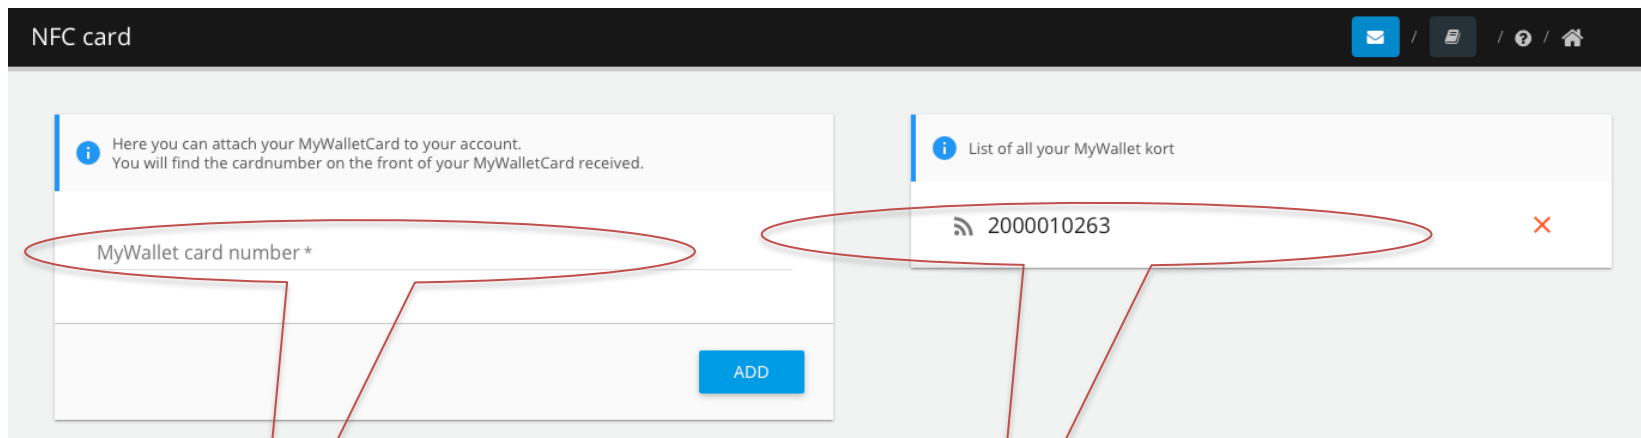 NFC card
/ / /
Here you can attach your MyWalletCard to your account.
You will find the cardnumber on the front of your MyWalletCard received.
MyWallet card number *
ADD
List of all your MyWallet kort
2000010263